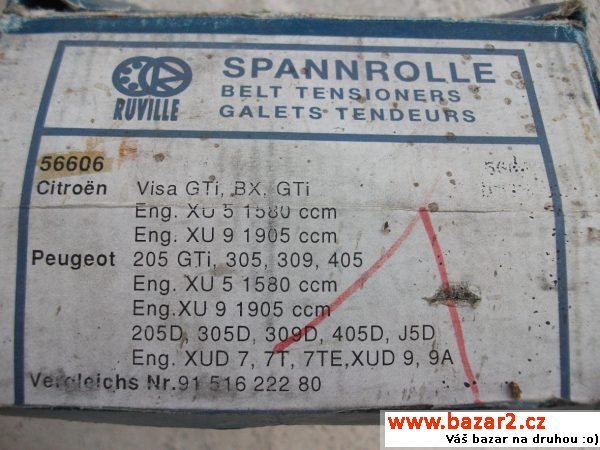 RUVILLE
SPANNROLLE
BELT TENSIONERS
GALETS TENDEURS
56606
Citroën Visa GTi, BX, GTi
Eng. XU 5 1580 ccm
Eng. XU 9 1905 ccm
Peugeot 205 GTi, 305, 309, 405
Eng. XU 5 1580 ccm
Eng.XU 9 1905 ccm
205D, 305D, 309D, 405D, J5D
Eng. XUD 7, 7T, 7TE,XUD 9, 9A
Vergleichs Nr.91 516 222 80
www.bazar2.cz
Váš bazar na druhou :o)